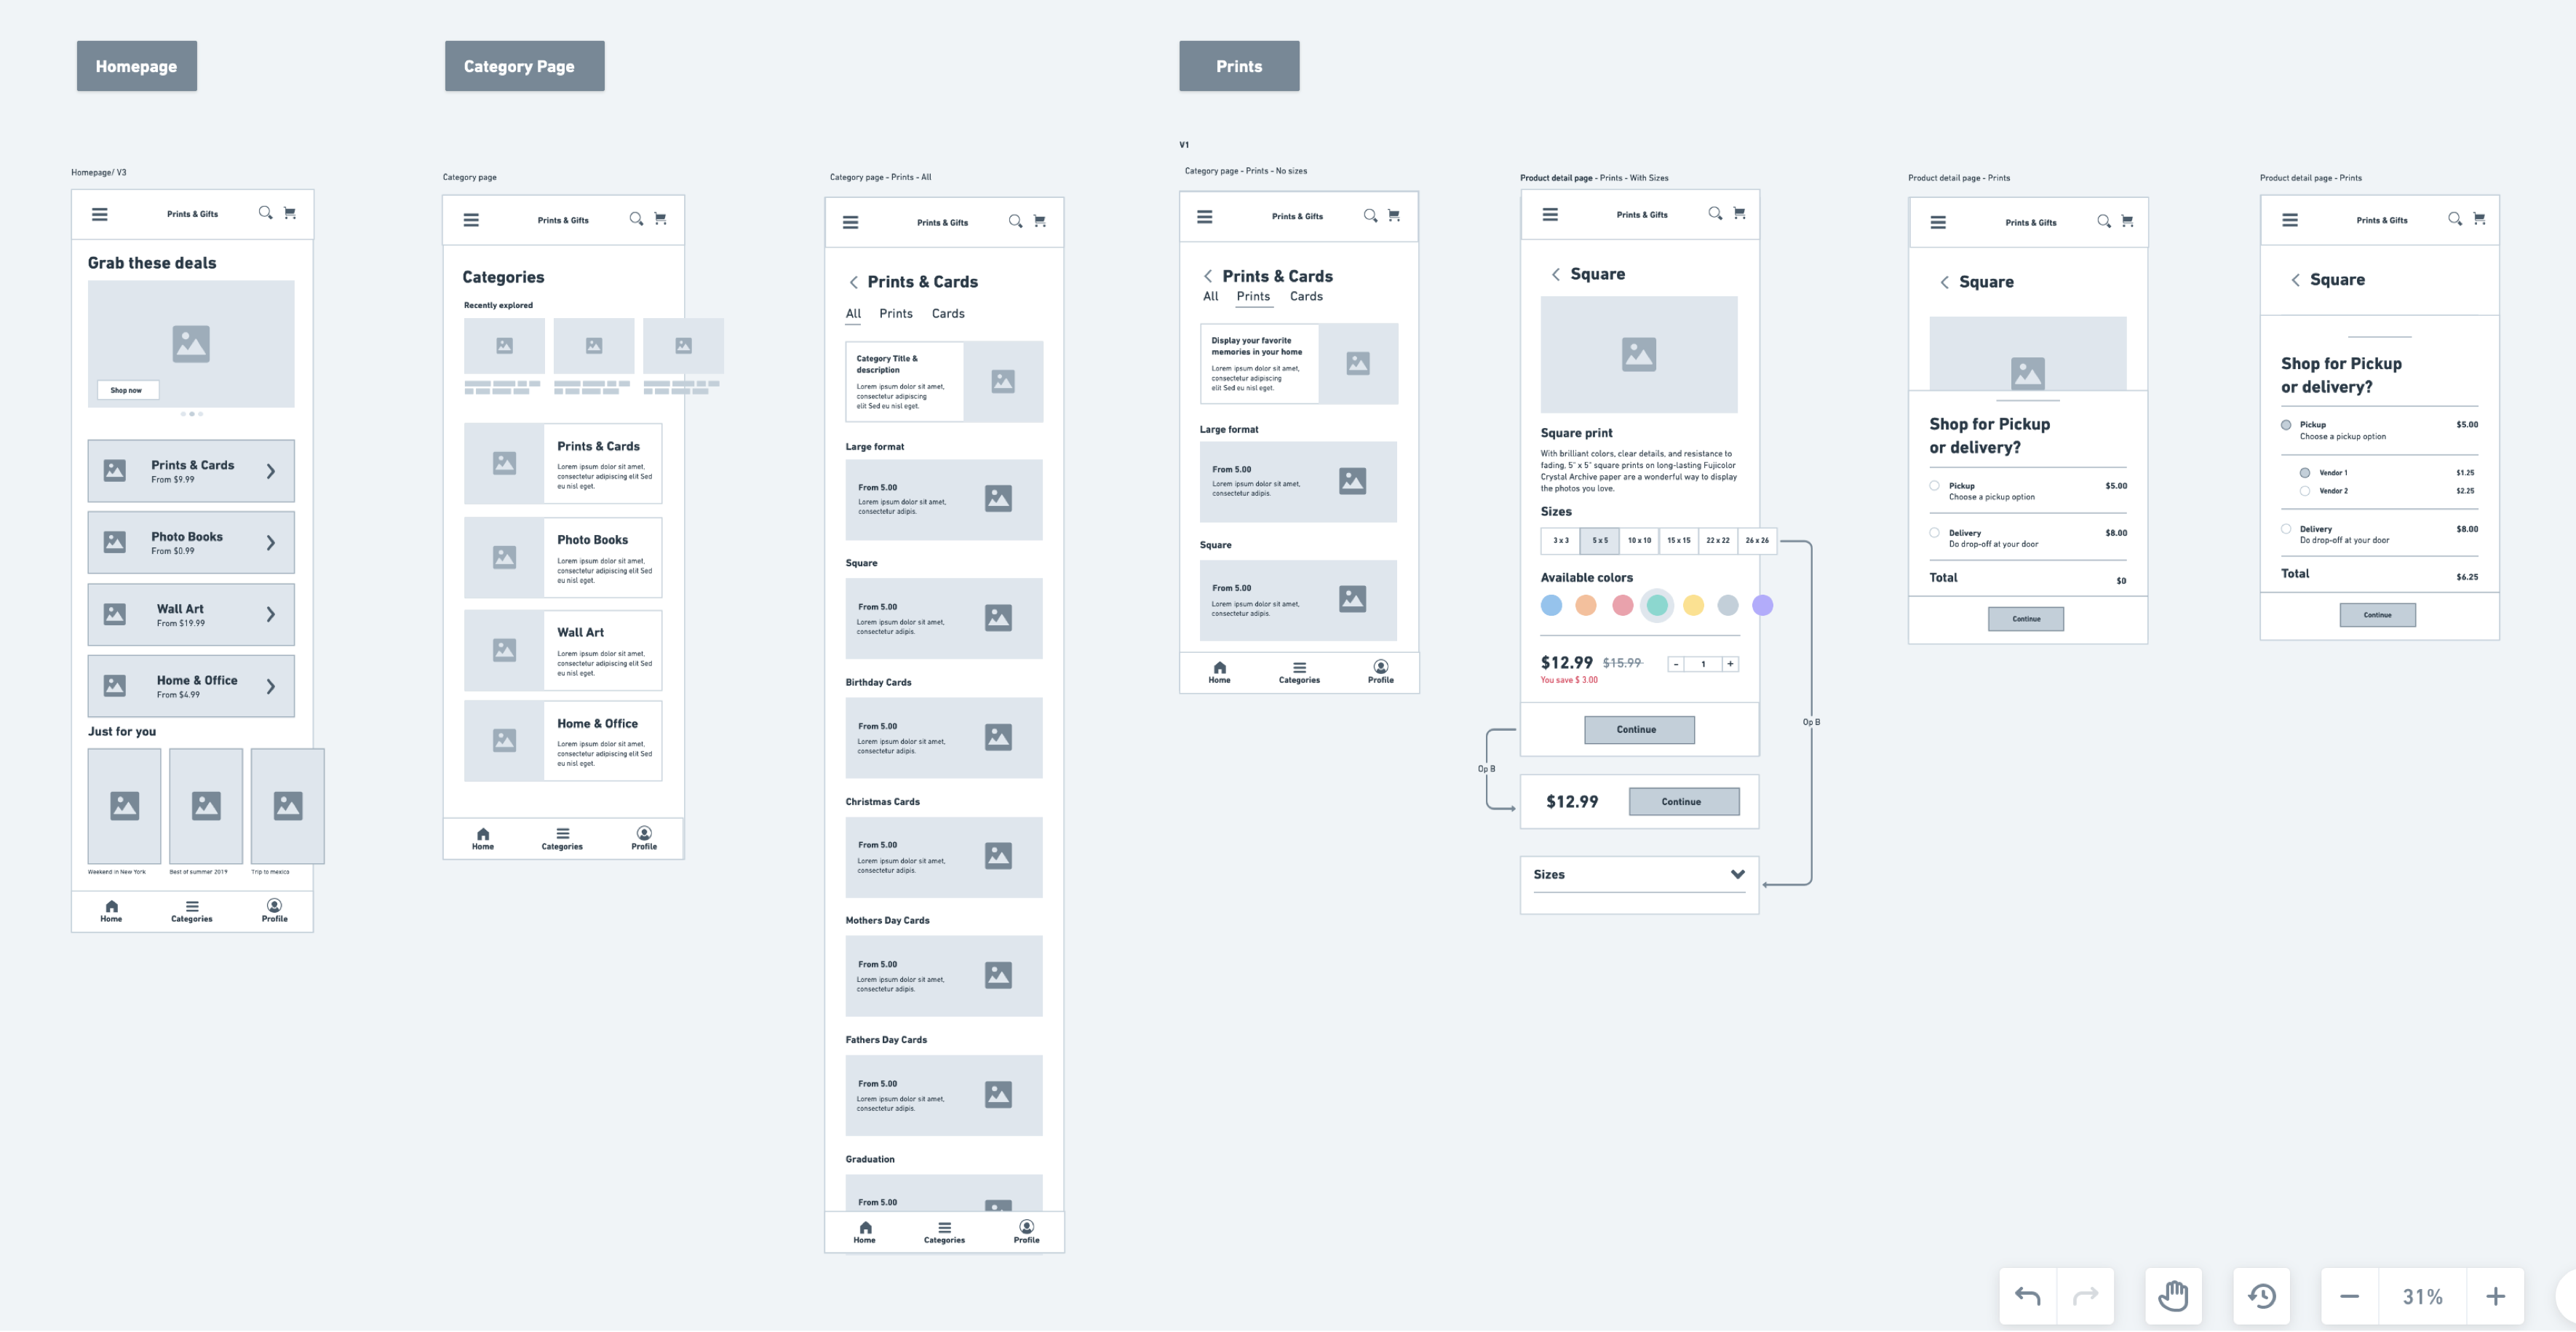 Homepage
Category Page
Prints
V1
Homepage/ V3
Prints & Gifts
Grab these deals
Shop now
Prints & Cards
From $9.99
Photo Books
From $0.99
Wall Art
From $19.99
Home & Office
From $4.99
Just for you
Weekend in New York
Best of summer 2019
Trip to mexico
Home
Categories
Profile
Category page
Prints & Gifts
Categories
Recently explored
Prints & Cards
Lorem ipsum dolor sit amet,
consectetur adipiscing elit Sed
eu nisl eget.
Photo Books
Lorem ipsum dolor sit amet,
consectetur adipiscing elit Sed
eu nisl eget.
Wall Art
Lorem ipsum dolor sit amet,
consectetur adipiscing elit Sed
eu nisl eget.
Home & Office
Lorem ipsum dolor sit amet,
consectetur adipiscing elit Sed
eu nisl eget.
Home
Categories
Profile
Category page - Prints - All
Prints & Gifts
Prints & Cards
All Prints Cards
Category Title &
description
Lorem ipsum dolor sit amet,
consectetur adipiscing
elit Sed eu nisl eget.
Large format
From 5.00
Lorem ipsum dolor sit amet,
consectetur adipis.
Square
From 5.00
Lorem ipsum dolor sit amet,
consectetur adipis.
Birthday Cards
From 5.00
Lorem ipsum dolor sit amet,
consectetur adipis.
Christmas Cards
From 5.00
Lorem ipsum dolor sit amet,
consectetur adipis.
Mothers Day Cards
From 5.00
Lorem ipsum dolor sit amet,
consectetur adipis.
Fathers Day Cards
From 5.00
Lorem ipsum dolor sit amet,
consectetur adipis.
Graduation
From 5.00
Home
Categories
Profile
Category page - Prints - No sizes
Prints & Gifts
Prints & Cards
All Prints Cards
Display your favorite
memories in your home
Lorem ipsum dolor sit amet,
consectetur adipiscing
elit Sed eu nisl eget.
Large format
From 5.00
Lorem ipsum dolor sit amet,
consectetur adipis.
Square
From 5.00
Lorem ipsum dolor sit amet,
consectetur adipis.
Home
Categories
Profile
Product detail page - Prints - With Sizes
Prints & Gifts
Square
Square print
With brilliant colors, clear details, and resistance to
fading, 5" x 5" square prints on long-lasting Fujicolor
Crystal Archive paper are a wonderful way to display
the photos you love.
Sizes
3 x 3 5 x 5 10 x 10 15 x 15 22 x 22 26 x 26
Available colors
$12.99 $15.99 - 1 +
You save $ 3.00
Continue
Op B
Op B
$12.99 Continue
Sizes
Product detail page - Prints
Prints & Gifts
Square
Shop for Pickup
or delivery?
Pickup $5.00
Choose a pickup option
Delivery $8.00
Do drop-off at your door
Total $0
Continue
Product detail page - Prints
Prints & Gifts
Square
Shop for Pickup
or delivery?
Pickup $5.00
Choose a pickup option
Vendor 1 $1.25
Vendor 2 $2.25
Delivery $8.00
Do drop-off at your door
Total $6.25
Continue
31%